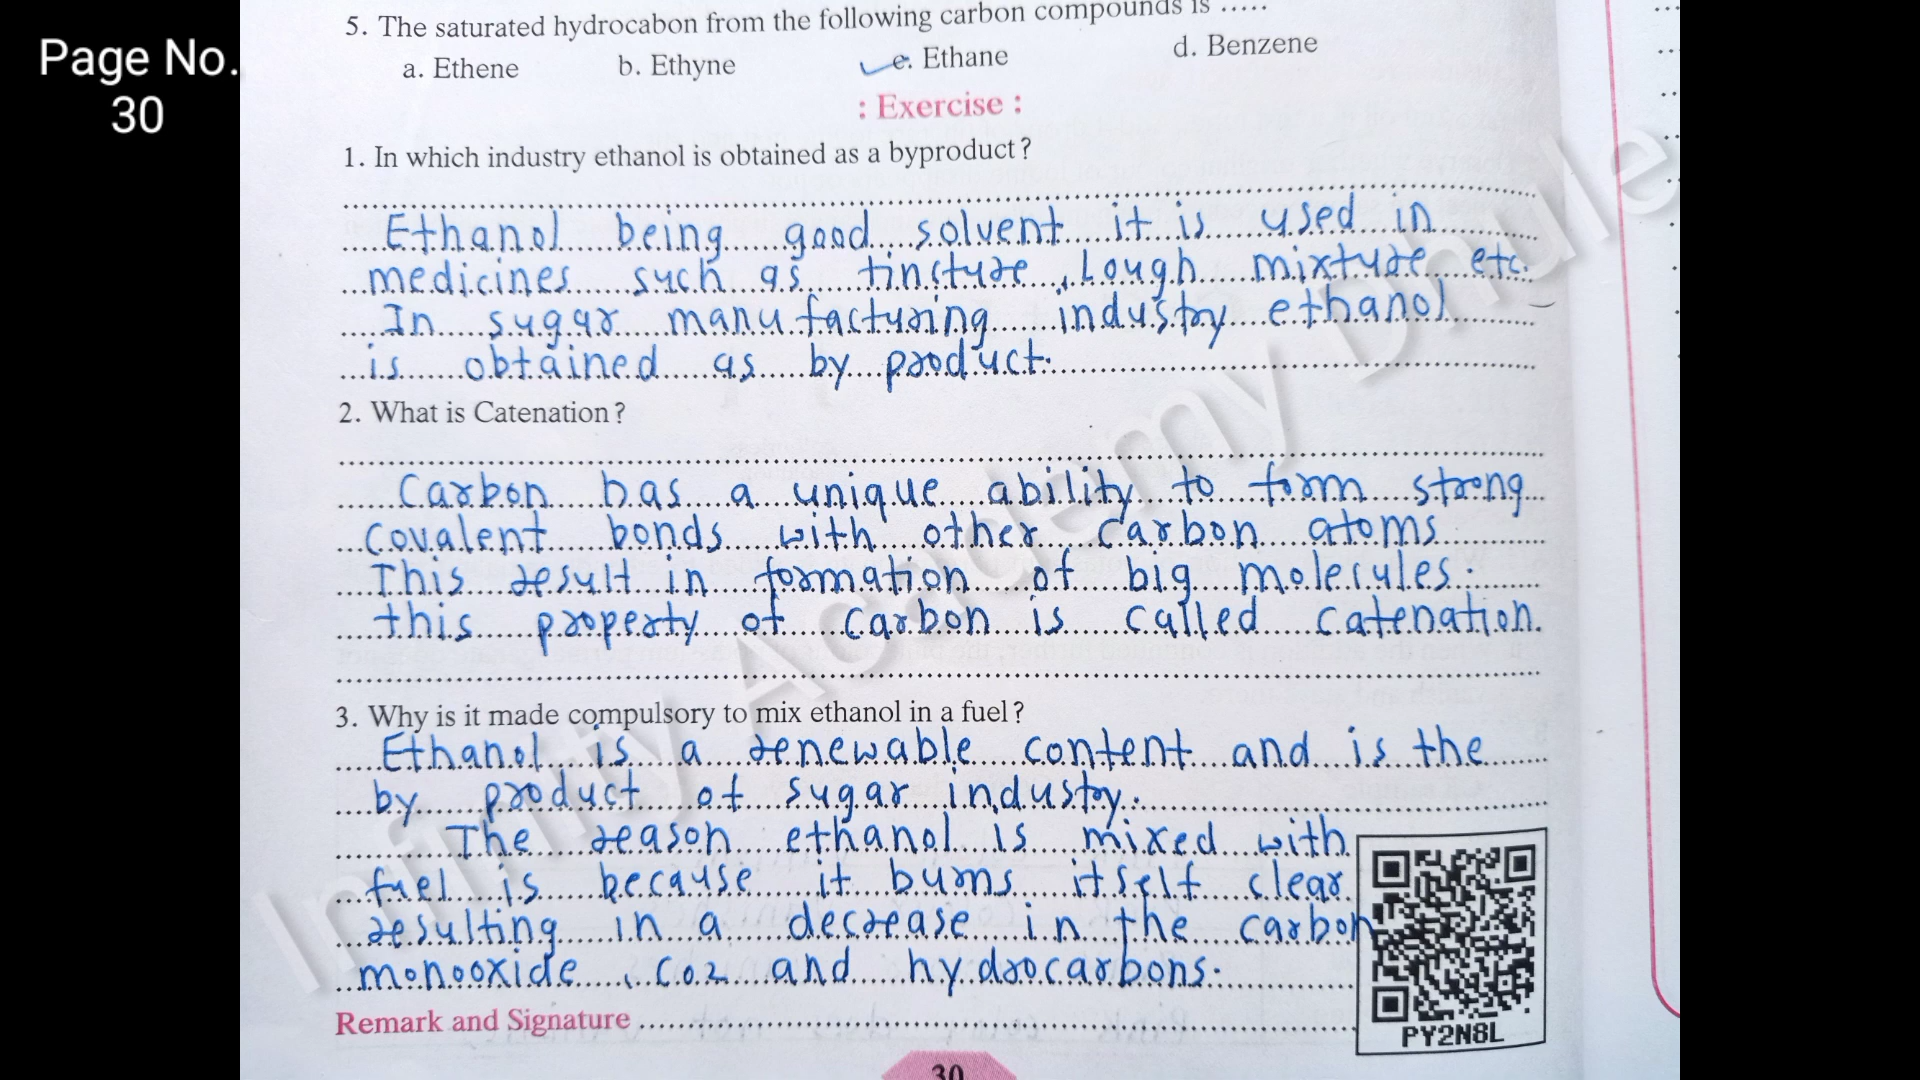 Page No.
30
5. The saturated hydrocabon from the following carbon compounds is .....
a. Ethene b. Ethyne c. Ethane d. Benzene
: Exercise :
1. In which industry ethanol is obtained as a byproduct?
Ethanol being good solvent it is used in
medicines such as tincture, Lough mixture etc.
In sugar manufacturing industry ethanol
is obtained as by product.
2. What is Catenation?
Carbon has a unique ability to form strong
covalent bonds with other carbon atoms
This result in formation of big molecules.
this property of carbon is called catenation.
3. Why is it made compulsory to mix ethanol in a fuel?
Ethanol is a renewable content and is the
by product of sugar industry.
The reason ethanol is mixed with
fuel is because it burns itself clear
resulting in a decrease in the carbon
monooxide, CO2 and hydrocarbons.
Remark and Signature
PY2N8L
30
Infinity Academy Dhule